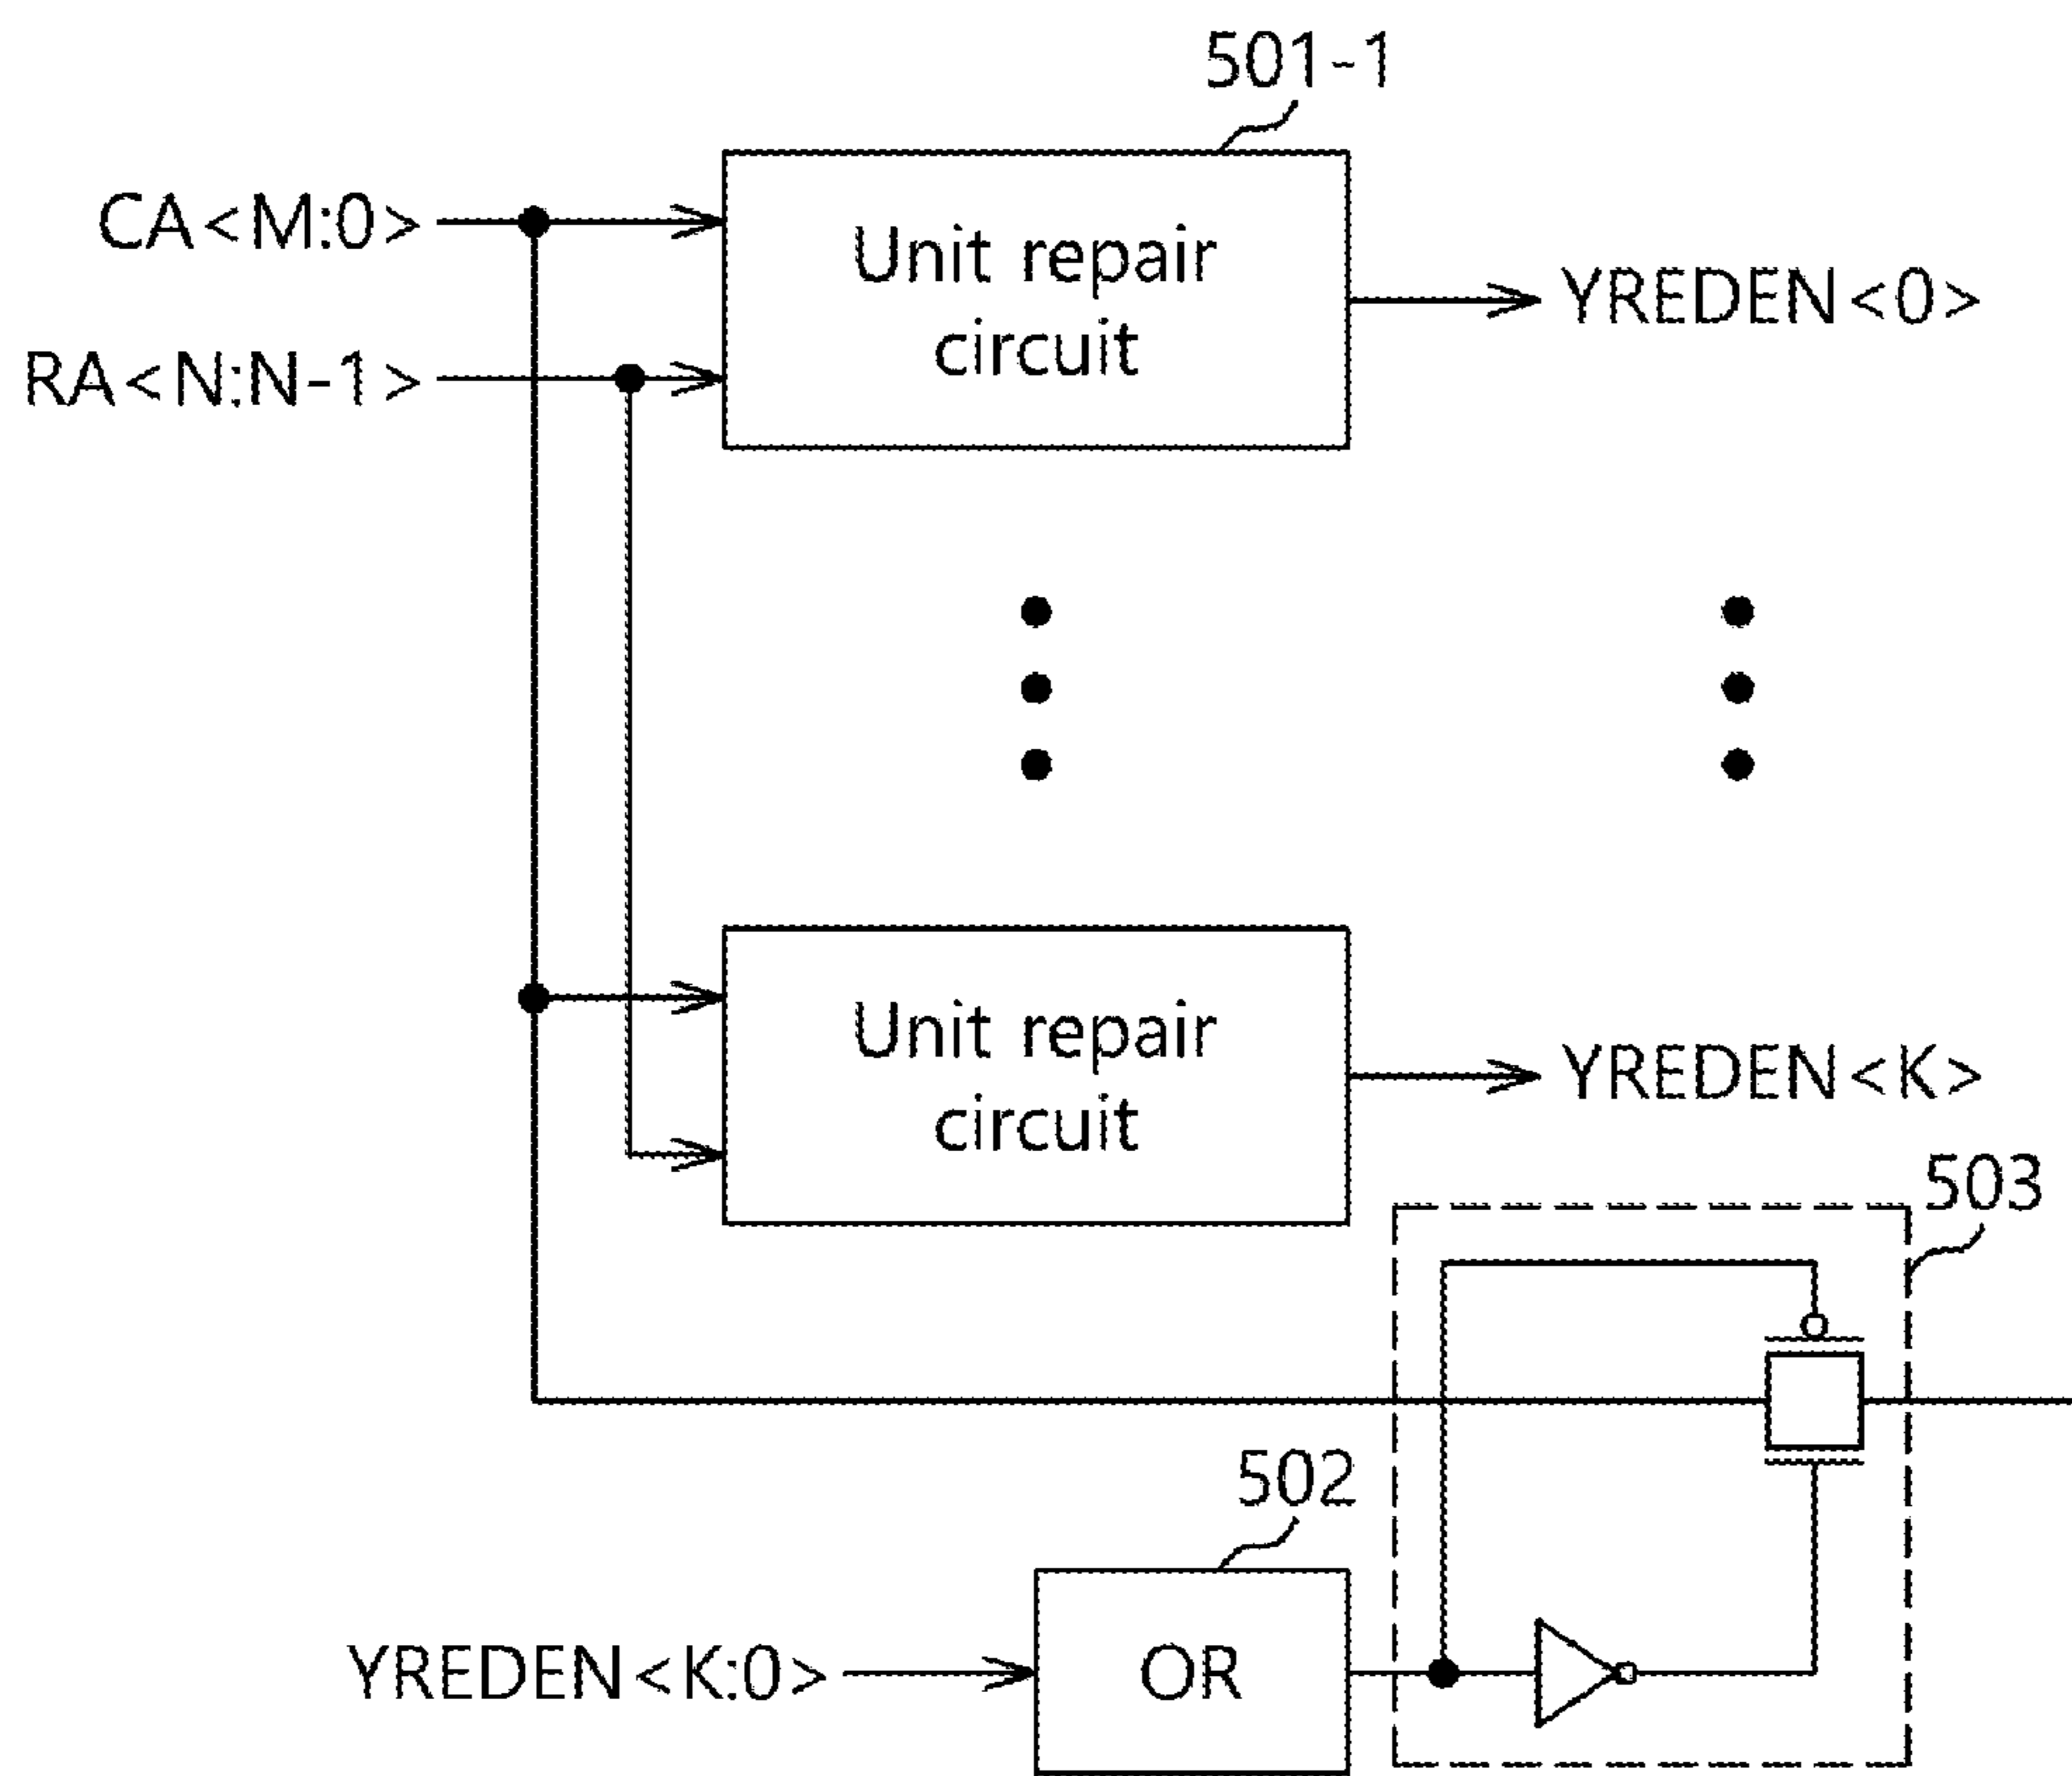 501-1
CA<M:0>
Unit repair
circuit
YREDEN<0>
RA<N:N-1>
Unit repair
circuit
YREDEN<K>
503
502
YREDEN<K:0>
OR